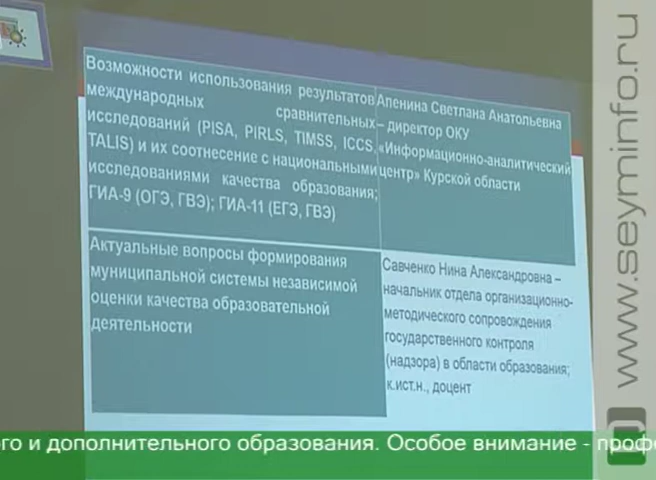 Возможности использования результатов
международных сравнительных
исследований (PISA, PIRLS, TIMSS, ICCS,
TALIS) и их соотнесение с национальными
исследованиями качества образования;
ГИА-9 (ОГЭ, ГВЭ); ГИА-11 (ЕГЭ, ГВЭ)
Апенина Светлана Анатольевна
– директор ОКУ
«Информационно-аналитический
центр» Курской области
Актуальные вопросы формирования
муниципальной системы независимой
оценки качества образовательной
деятельности
Савченко Нина Александровна –
начальник отдела организационно-
методического сопровождения
государственного контроля
(надзора) в области образования;
к.ист.н., доцент
ого и дополнительного образования. Особое внимание - профе
www.seyminfo.ru